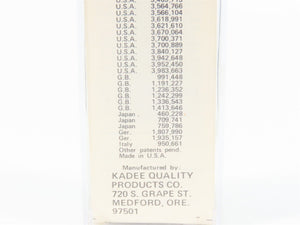 U.S.A. 3,564,766
U.S.A. 3,566,104
U.S.A. 3,618,991
U.S.A. 3,621,610
U.S.A. 3,670,064
U.S.A. 3,700,371
U.S.A. 3,700,889
U.S.A. 3,840,127
U.S.A. 3,942,648
U.S.A. 3,952,450
U.S.A. 3,983,663
G.B. 991,448
G.B. 1,191,227
G.B. 1,236,352
G.B. 1,242,299
G.B. 1,336,543
G.B. 1,413,646
Japan . 460,228
Japan 709,741
Japan 759,786
Ger. 1,807,990
Ger. 1,935,157
Italy 950,661
Other patents pend.
Made in U.S.A.
Manufactured by:
KADEE QUALITY
PRODUCTS CO.
720 S. GRAPE ST.
MEDFORD, ORE.
97501